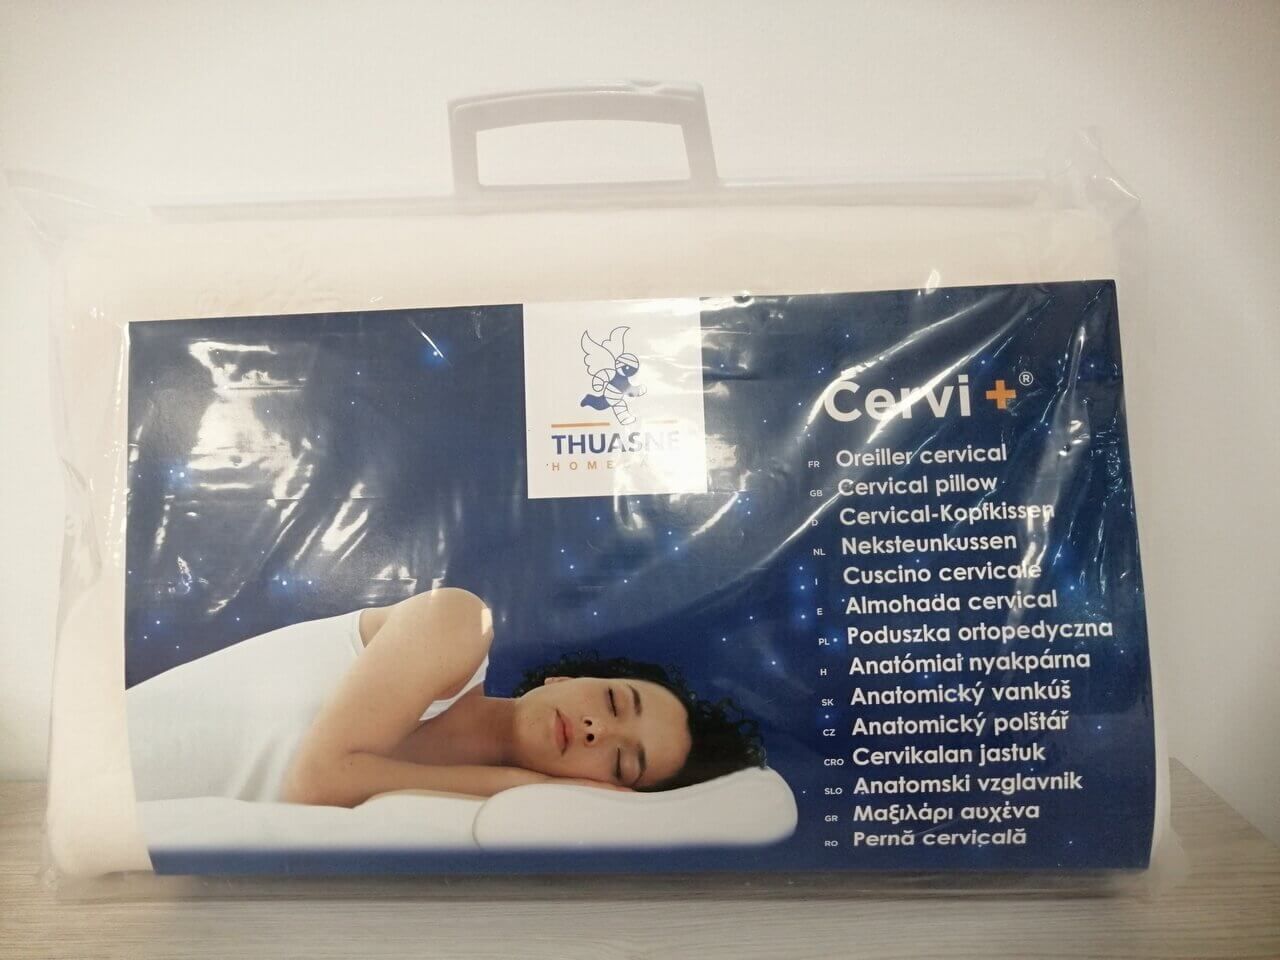 THUASNE
Cervi +®
FR Oreiller cervical
GB Cervical pillow
D Cervical-Kopfkissen
NL Neksteunkussen
I Cuscino cervicale
E Almohada cervical
PL Poduszka ortopedyczna
H Anatómiai nyakpárna
SK Anatomický vankúš
CZ Anatomický polštář
CRO Cervikalan jastuk
SLO Anatomski vzglavnik
GR Μαξιλάρι αυχένα
RO Pernă cervicală